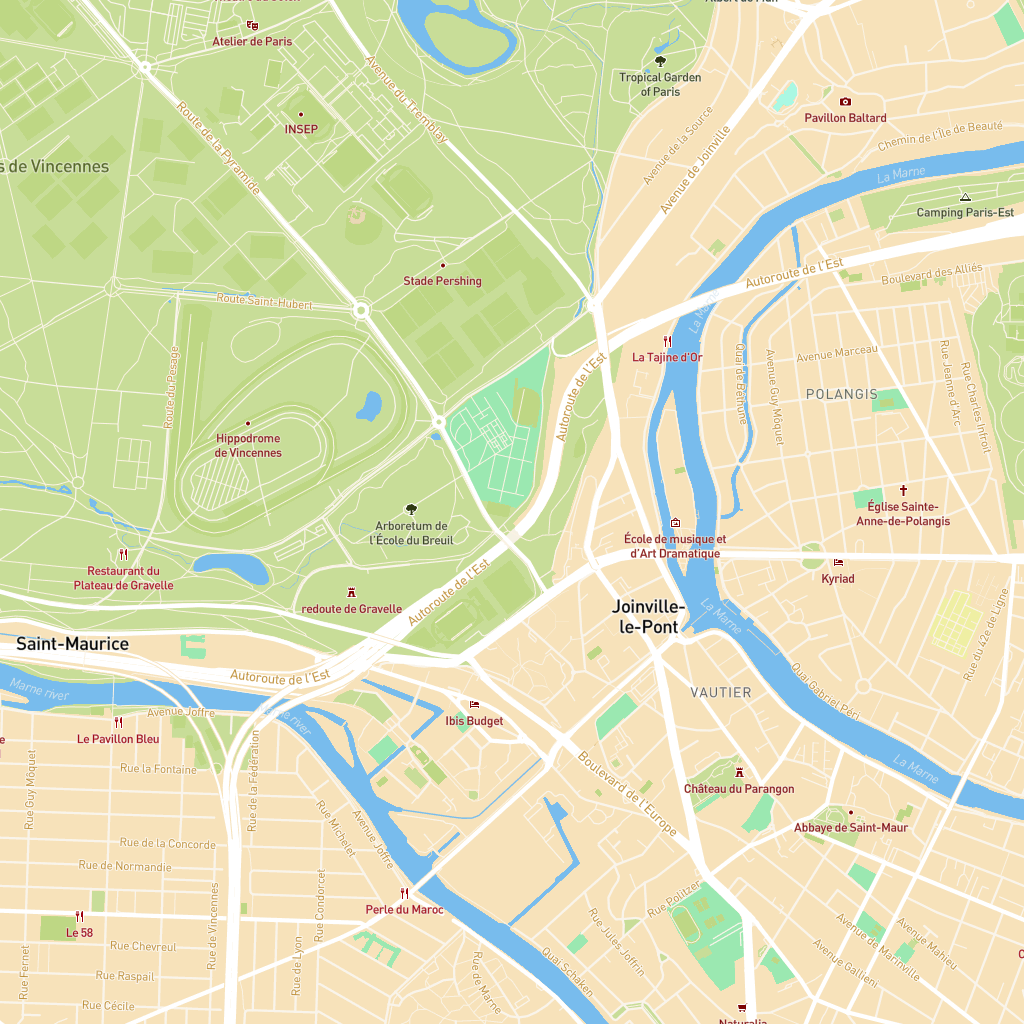 Atelier de Paris
Tropical Garden
of Paris
Pavillon Baltard
INSEP
Avenue du Tremblay
Route de la Pyramide
Avenue de la Source
Avenue de Joinville
Chemin de l'Île de Beauté
La Marne
s de Vincennes
Camping Paris-Est
Stade Pershing
Autoroute de l'Est
Boulevard des Alliés
Route Saint-Hubert
La Marne
La Tajine d'Or
Route du Pesage
Autoroute de l'Est
Quai de Béthune
Avenue Guy Môquet
Avenue Marceau
Rue Jeanne d'Arc
Rue Charles Infroit
POLANGIS
Hippodrome
de Vincennes
Arboretum de
l'École du Breuil
Église Sainte-
Anne-de-Polangis
École de musique et
d'Art Dramatique
Restaurant du
Plateau de Gravelle
Kyriad
redoute de Gravelle
Autoroute de l'Est
Joinville-
le-Pont
La Marne
Rue du 42e de Ligne
Saint-Maurice
Autoroute de l'Est
Marne river
Quai Gabriel Péri
VAUTIER
Avenue Joffre
Ibis Budget
Le Pavillon Bleu
Rue la Fontaine
Rue de la Fédération
Rue Guy Môquet
La Marne
Boulevard de l'Europe
Château du Parangon
Rue Michelet
Avenue Joffre
Abbaye de Saint-Maur
Rue de la Concorde
Rue de Normandie
Rue Condorcet
Rue de Vincennes
Perle du Maroc
Rue Politzer
Le 58
Rue Chevreul
Rue Jules Joffrin
Avenue de Marinville
Avenue Mahieu
Rue Fernet
Rue Raspail
Rue de Lyon
Rue de Marne
Quai Schaken
Avenue Gallieni
Rue Cécile
Naturalia